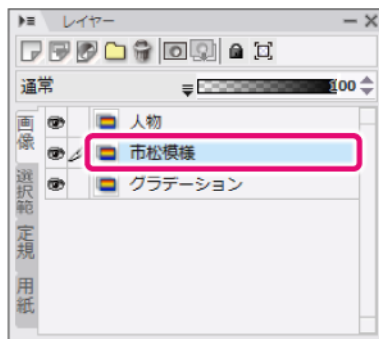 レイヤー
通常 100
画像
選択範
定規
用紙
人物
市松模様
グラデーション